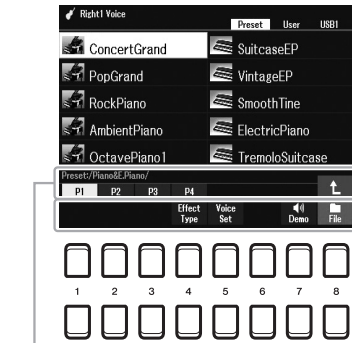 Right1 Voice
Preset User USB1
ConcertGrand SuitcaseEP
PopGrand VintageEP
RockPiano SmoothTine
AmbientPiano ElectricPiano
OctavePiano1 TremoloSuitcase
Preset:/Piano&E.Piano/
P1 P2 P3 P4
Effect Type Voice Set Demo File
1 2 3 4 5 6 7 8